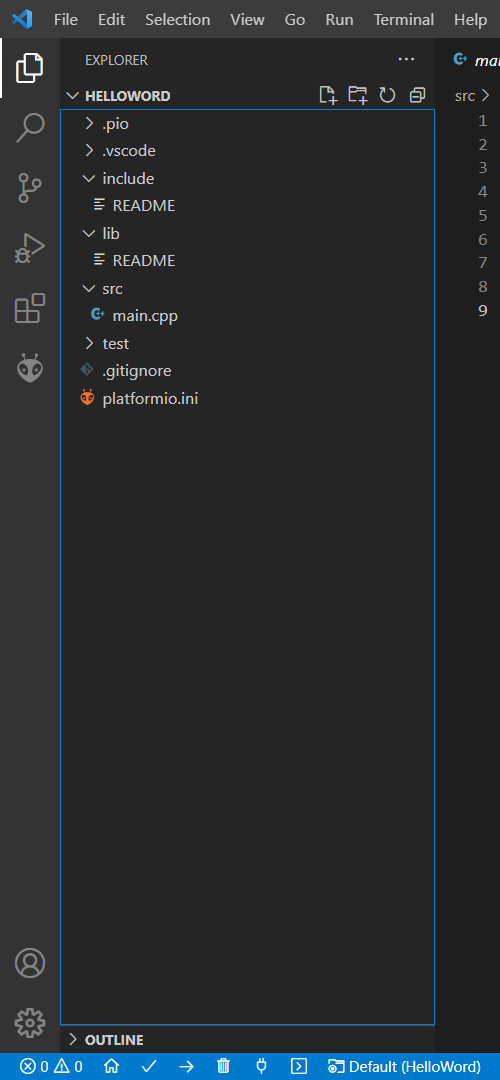 File Edit Selection View Go Run Terminal Help
EXPLORER
HELLOWORD
.pio
.vscode
include
README
lib
README
src
main.cpp
test
.gitignore
platformio.ini
OUTLINE
mai
src
1
2
3
4
5
6
7
8
9
0 0 Default (HelloWord)